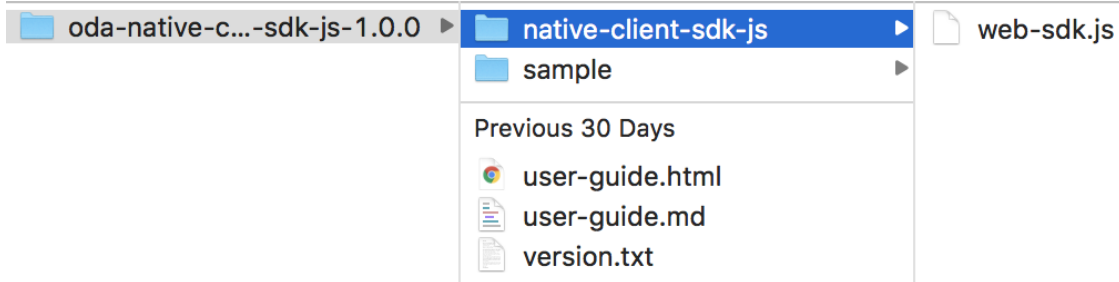 oda-native-c...-sdk-js-1.0.0
native-client-sdk-js
sample
Previous 30 Days
user-guide.html
user-guide.md
version.txt
web-sdk.js